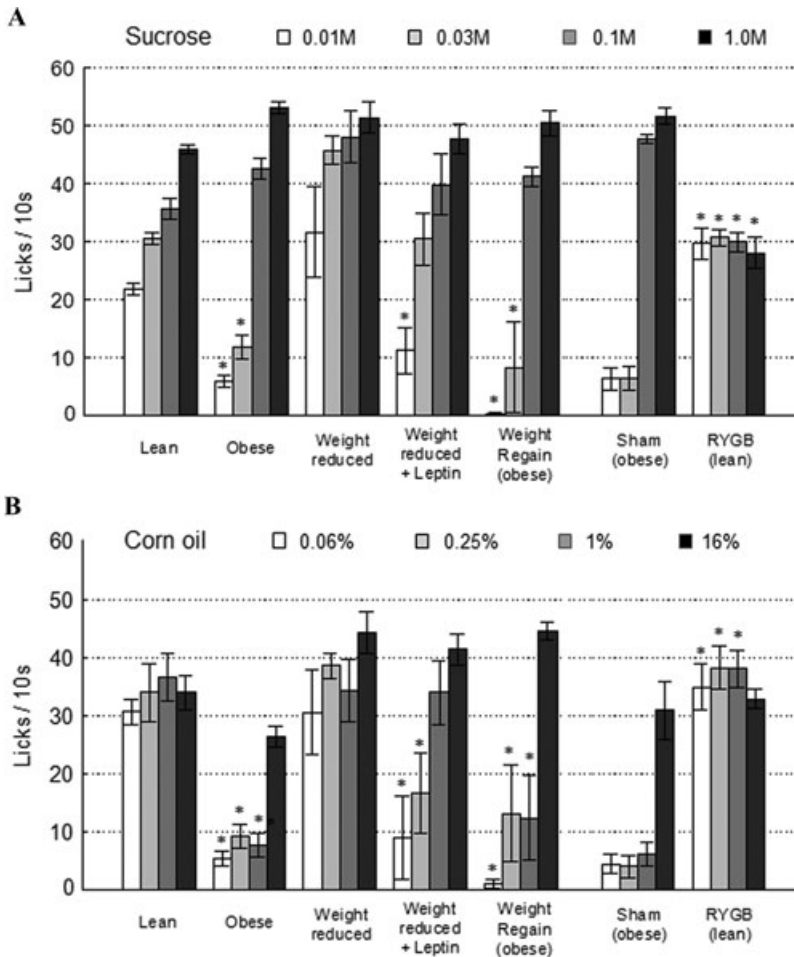 A
Sucrose 0.01M 0.03M 0.1M 1.0M
60
50
40
30
20
10
0
Licks / 10s
* * * * * * * * *
Lean Obese Weight reduced Weight reduced + Leptin Weight Regain (obese) Sham (obese) RYGB (lean)
B
Corn oil 0.06% 0.25% 1% 16%
60
50
40
30
20
10
0
Licks / 10s
* * * * * * * * * * *
Lean Obese Weight reduced Weight reduced + Leptin Weight Regain (obese) Sham (obese) RYGB (lean)